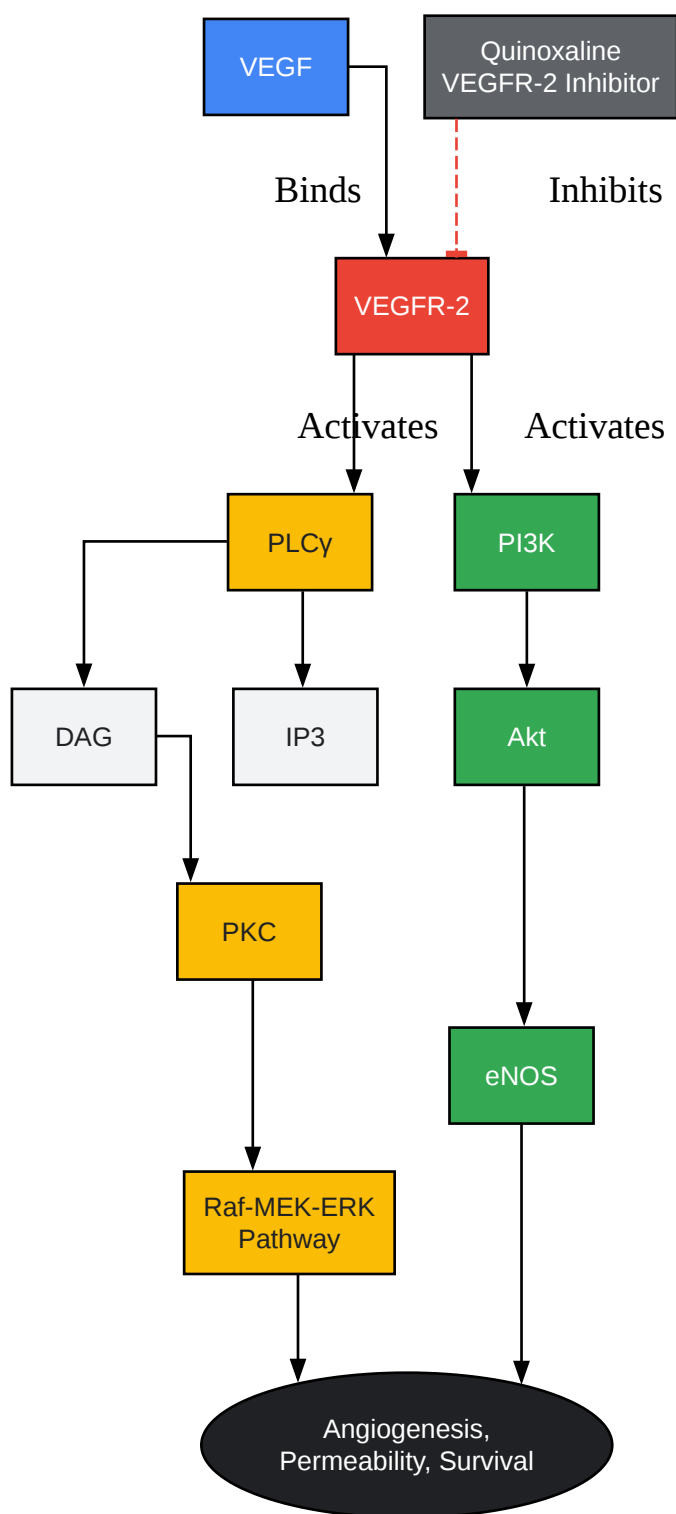 VEGF
Quinoxaline
VEGFR-2 Inhibitor
Binds
Inhibits
VEGFR-2
Activates
Activates
PLCγ
PI3K
DAG
IP3
Akt
PKC
eNOS
Raf-MEK-ERK
Pathway
Angiogenesis,
Permeability, Survival